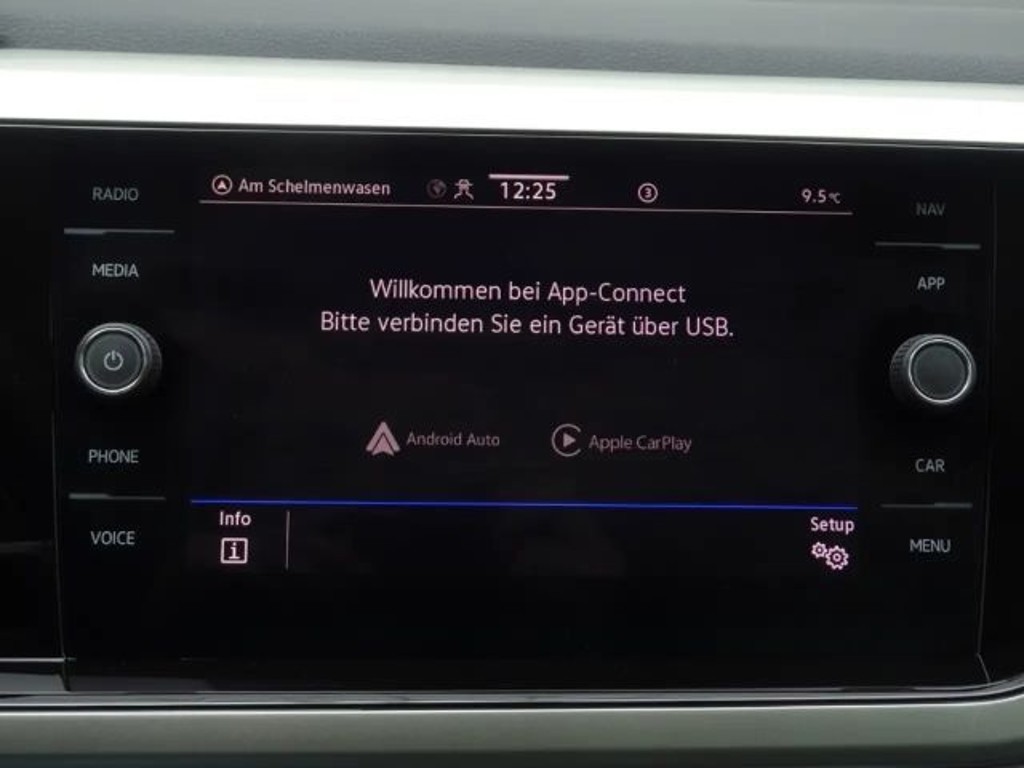 RADIO
MEDIA
PHONE
VOICE
Am Schelmenwasen
12:25
3
9.5°C
Willkommen bei App-Connect
Bitte verbinden Sie ein Gerät über USB.
Android Auto
Apple CarPlay
Info
i
Setup
NAV
APP
CAR
MENU